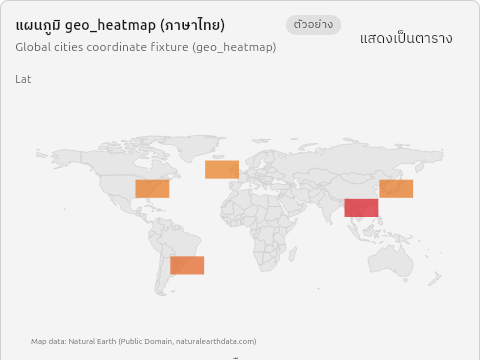 แผนภูมิ geo_heatmap (ภาษาไทย)
ตัวอย่าง
แสดงเป็นตาราง
Global cities coordinate fixture (geo_heatmap)
Lat
Map data: Natural Earth (Public Domain, naturalearthdata.com)